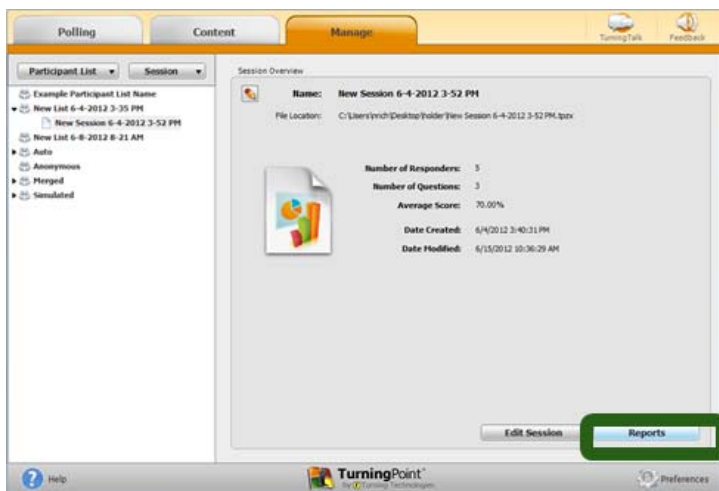 Polling
Content
Manage
TurningTalk
Feedback
Participant List
Session
Example Participant List Name
New List 6-4-2012 3-35 PM
New Session 6-4-2012 3-52 PM
New List 6-8-2012 8-21 AM
Auto
Anonymous
Merged
Simulated
Session Overview
Name: New Session 6-4-2012 3-52 PM
File Location: C:\Users\nrich\Desktop\holder\New Session 6-4-2012 3-52 PM.tpzx
Number of Responders: 5
Number of Questions: 3
Average Score: 70.00%
Date Created: 6/4/2012 3:40:31 PM
Date Modified: 6/15/2012 10:36:29 AM
Edit Session
Reports
Help
TurningPoint
by Turning Technologies
Preferences